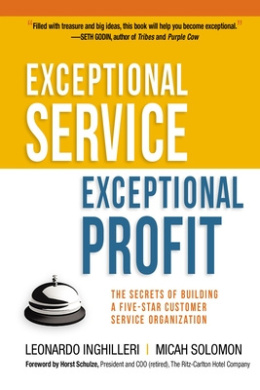 "Filled with treasure and big ideas, this book will help you become exceptional."
—SETH GODIN, author of Tribes and Purple Cow
EXCEPTIONAL
SERVICE
EXCEPTIONAL
PROFIT
THE SECRETS OF BUILDING
A FIVE-STAR CUSTOMER
SERVICE ORGANIZATION
LEONARDO INGHILLERI | MICAH SOLOMON
Foreword by Horst Schulze, President and COO (retired), The Ritz-Carlton Hotel Company